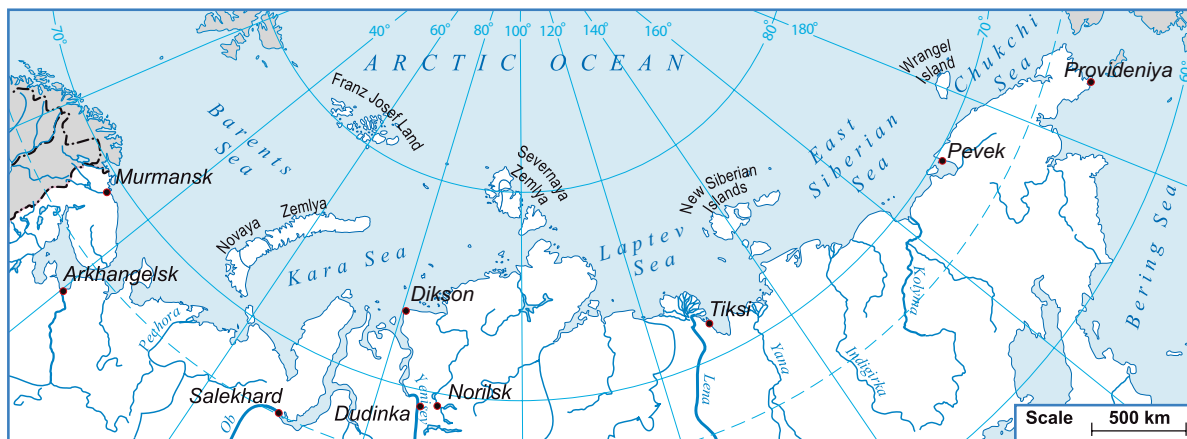 70°
40°
60°
80°
100°
120°
140°
160°
80°
180°
70°
60°
ARCTIC OCEAN
Chukchi
Sea
Wrangel
Island
Provideniya
Franz Josef Land
Barents
Sea
East
Siberian
Sea
Pevek
Severnaya
Zemlya
Murmansk
New Siberian
Islands
Novaya Zemlya
Laptev
Sea
Kara Sea
Bering Sea
Arkhangelsk
Dikson
Tiksi
Kolyma
Pechora
Yana
Indigirka
Salekhard
Ob
Dudinka
Yenisey
Norilsk
Lena
Scale 500 km